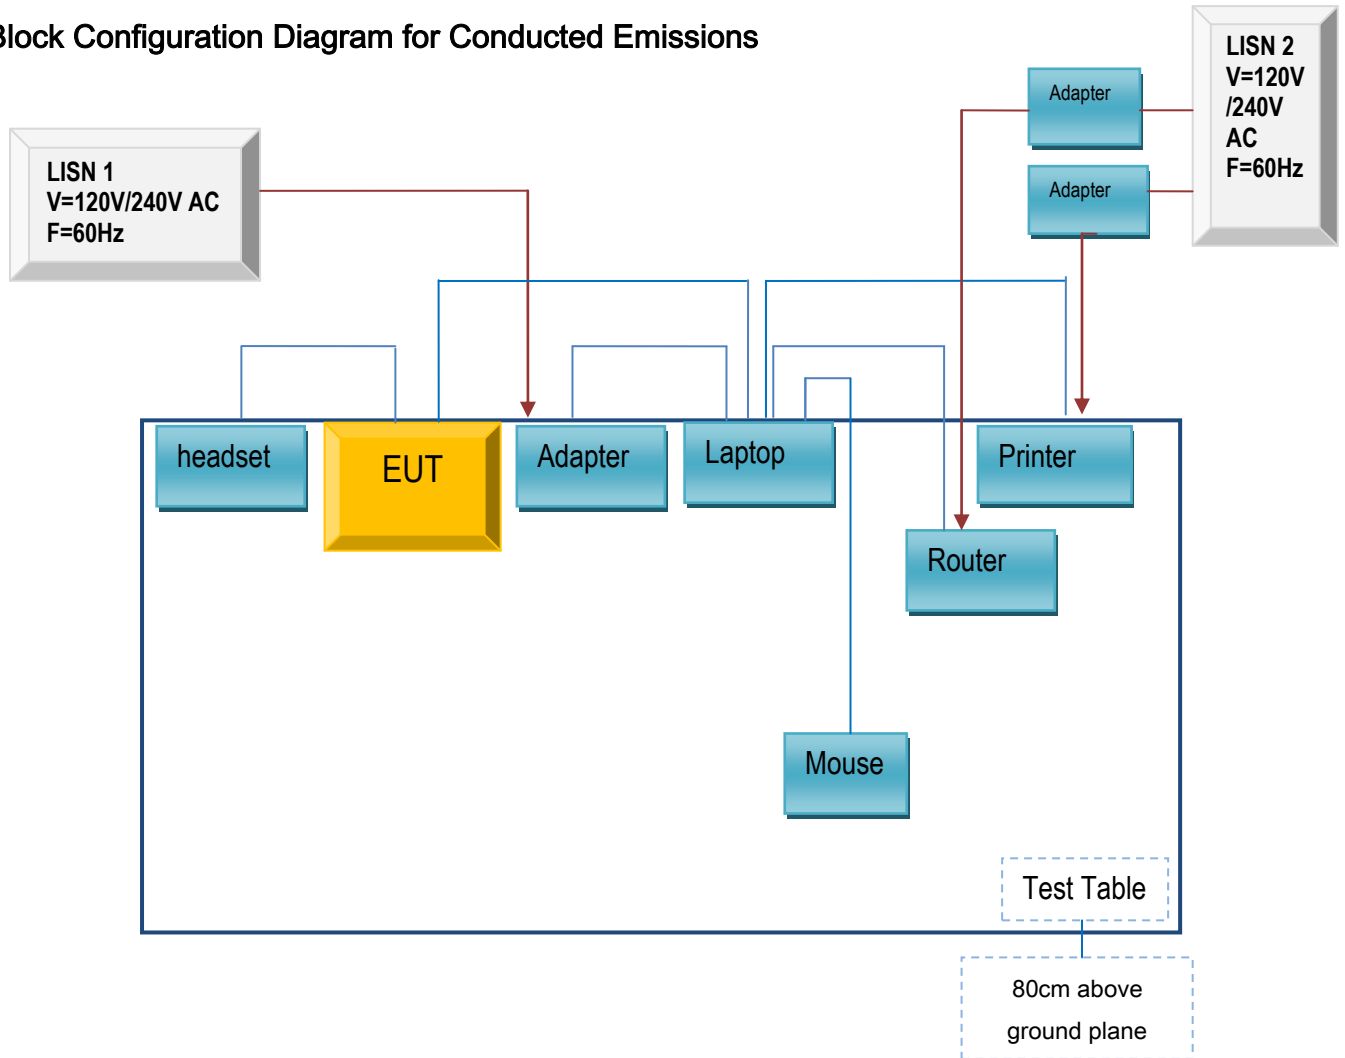 Block Configuration Diagram for Conducted Emissions
LISN 2
V=120V
/240V
AC
F=60Hz
Adapter
Adapter
LISN 1
V=120V/240V AC
F=60Hz
headset
EUT
Adapter
Laptop
Printer
Router
Mouse
Test Table
80cm above
ground plane